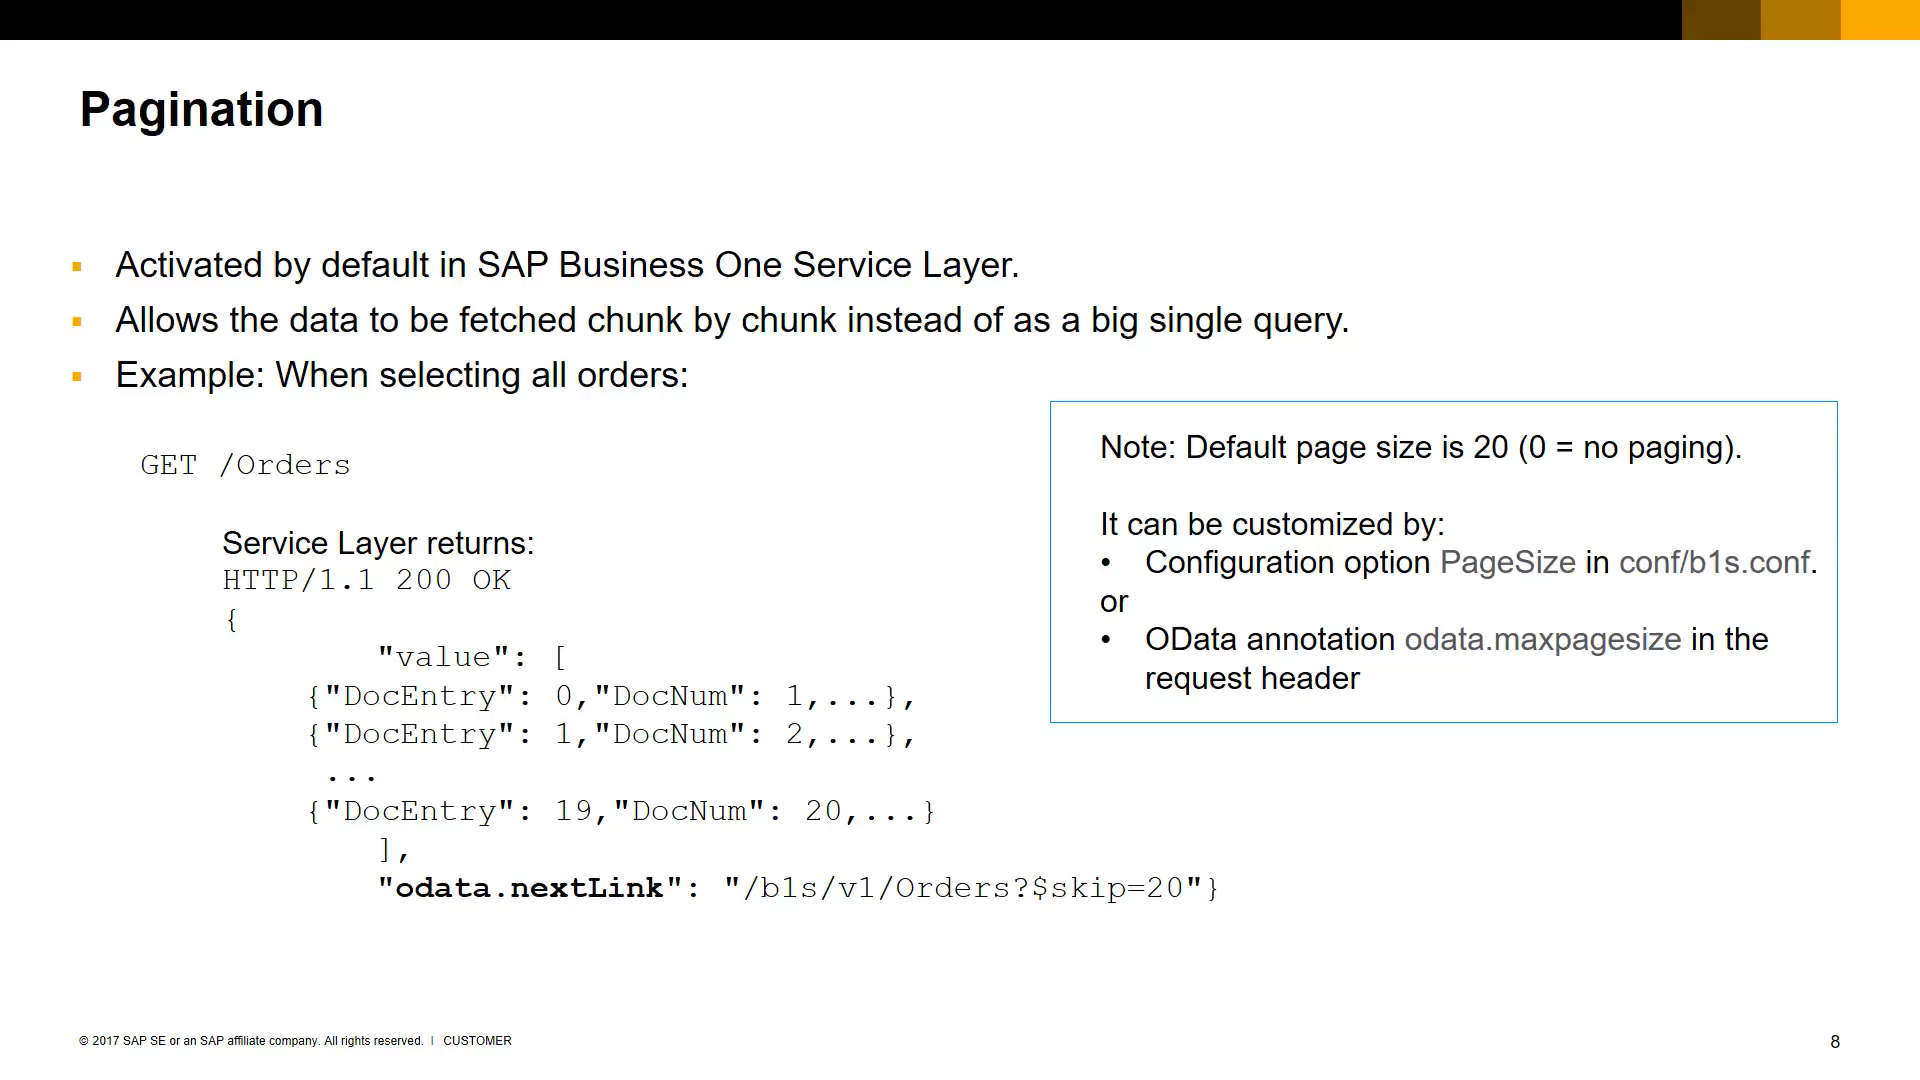 Pagination
▪ Activated by default in SAP Business One Service Layer.
▪ Allows the data to be fetched chunk by chunk instead of as a big single query.
▪ Example: When selecting all orders:
GET /Orders
Service Layer returns:
HTTP/1.1 200 OK
{
"value": [
{"DocEntry": 0,"DocNum": 1,...},
{"DocEntry": 1,"DocNum": 2,...},
...
{"DocEntry": 19,"DocNum": 20,...}
],
"odata.nextLink": "/b1s/v1/Orders?$skip=20"}
Note: Default page size is 20 (0 = no paging).
It can be customized by:
• Configuration option PageSize in conf/b1s.conf.
or
• OData annotation odata.maxpagesize in the
request header
© 2017 SAP SE or an SAP affiliate company. All rights reserved. | CUSTOMER
8